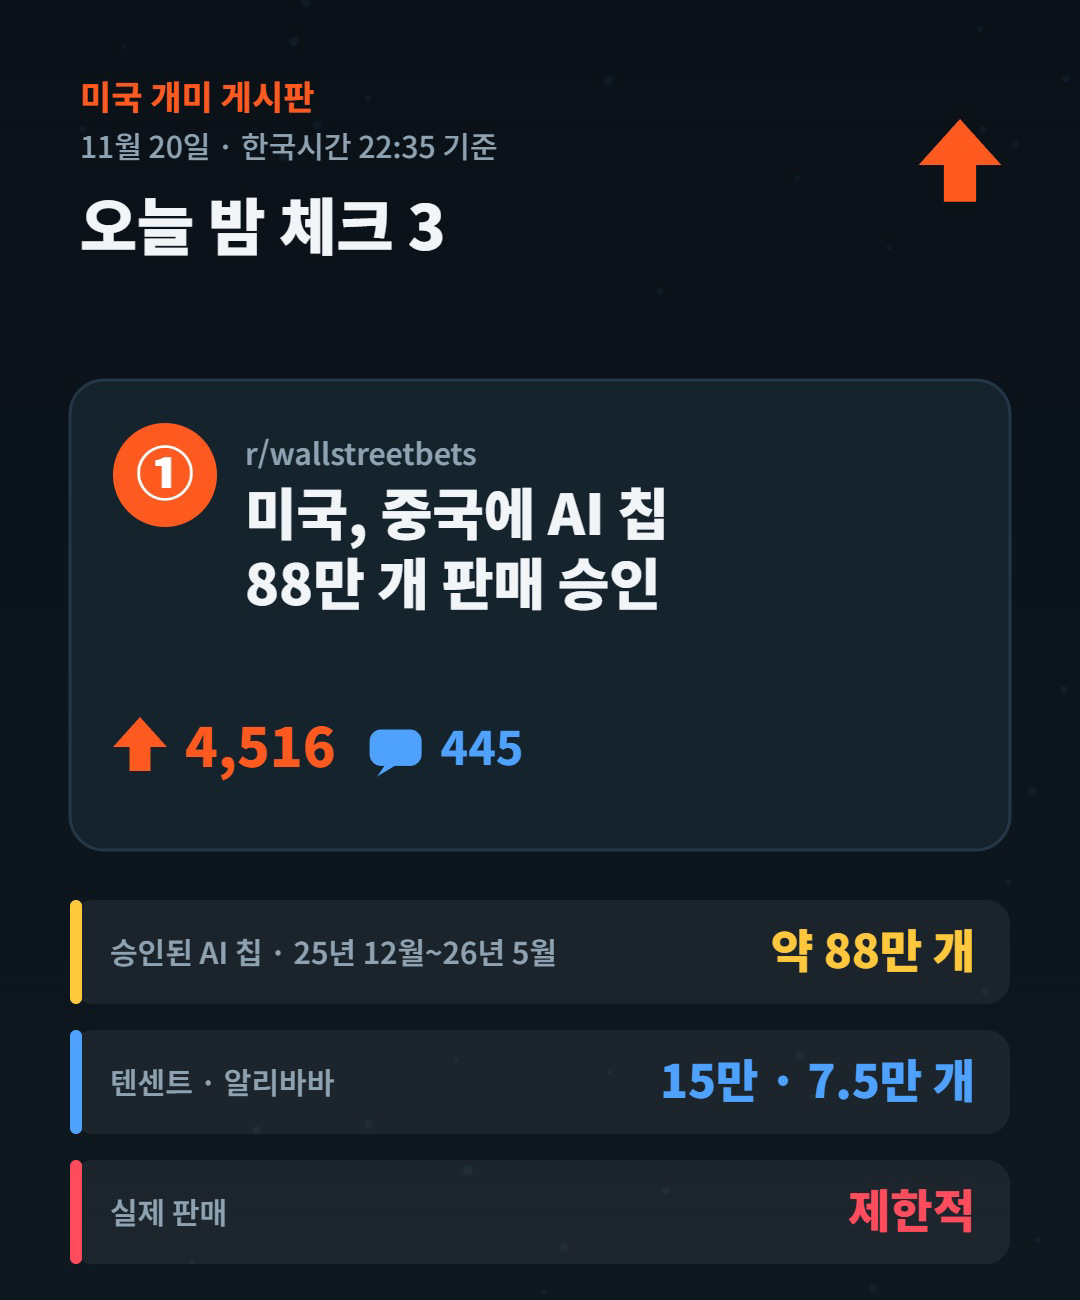 미국 개미 게시판
11월 20일 · 한국시간 22:35 기준
오늘 밤 체크 3
①
r/wallstreetbets
미국, 중국에 AI 칩
88만 개 판매 승인
4,516
445
승인된 AI 칩 · 25년 12월~26년 5월
약 88만 개
텐센트 · 알리바바
15만 · 7.5만 개
실제 판매
제한적